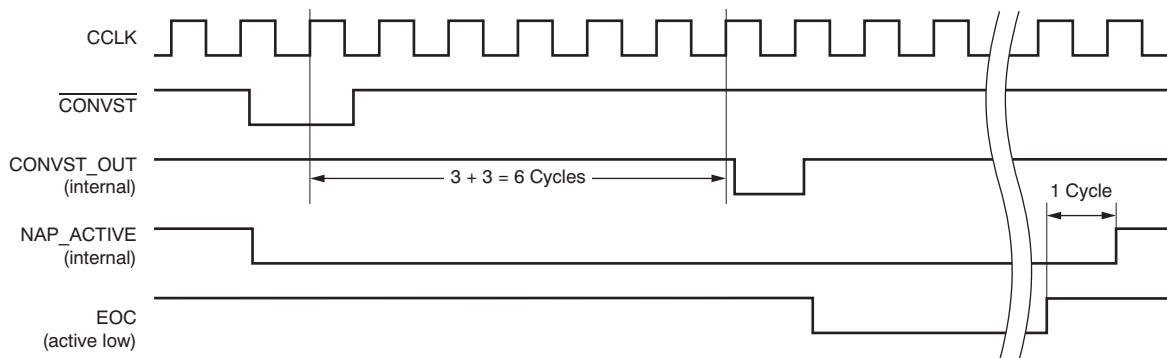 CCLK
CONVST
CONVST_OUT
(internal)
3 + 3 = 6 Cycles
1 Cycle
NAP_ACTIVE
(internal)
EOC
(active low)